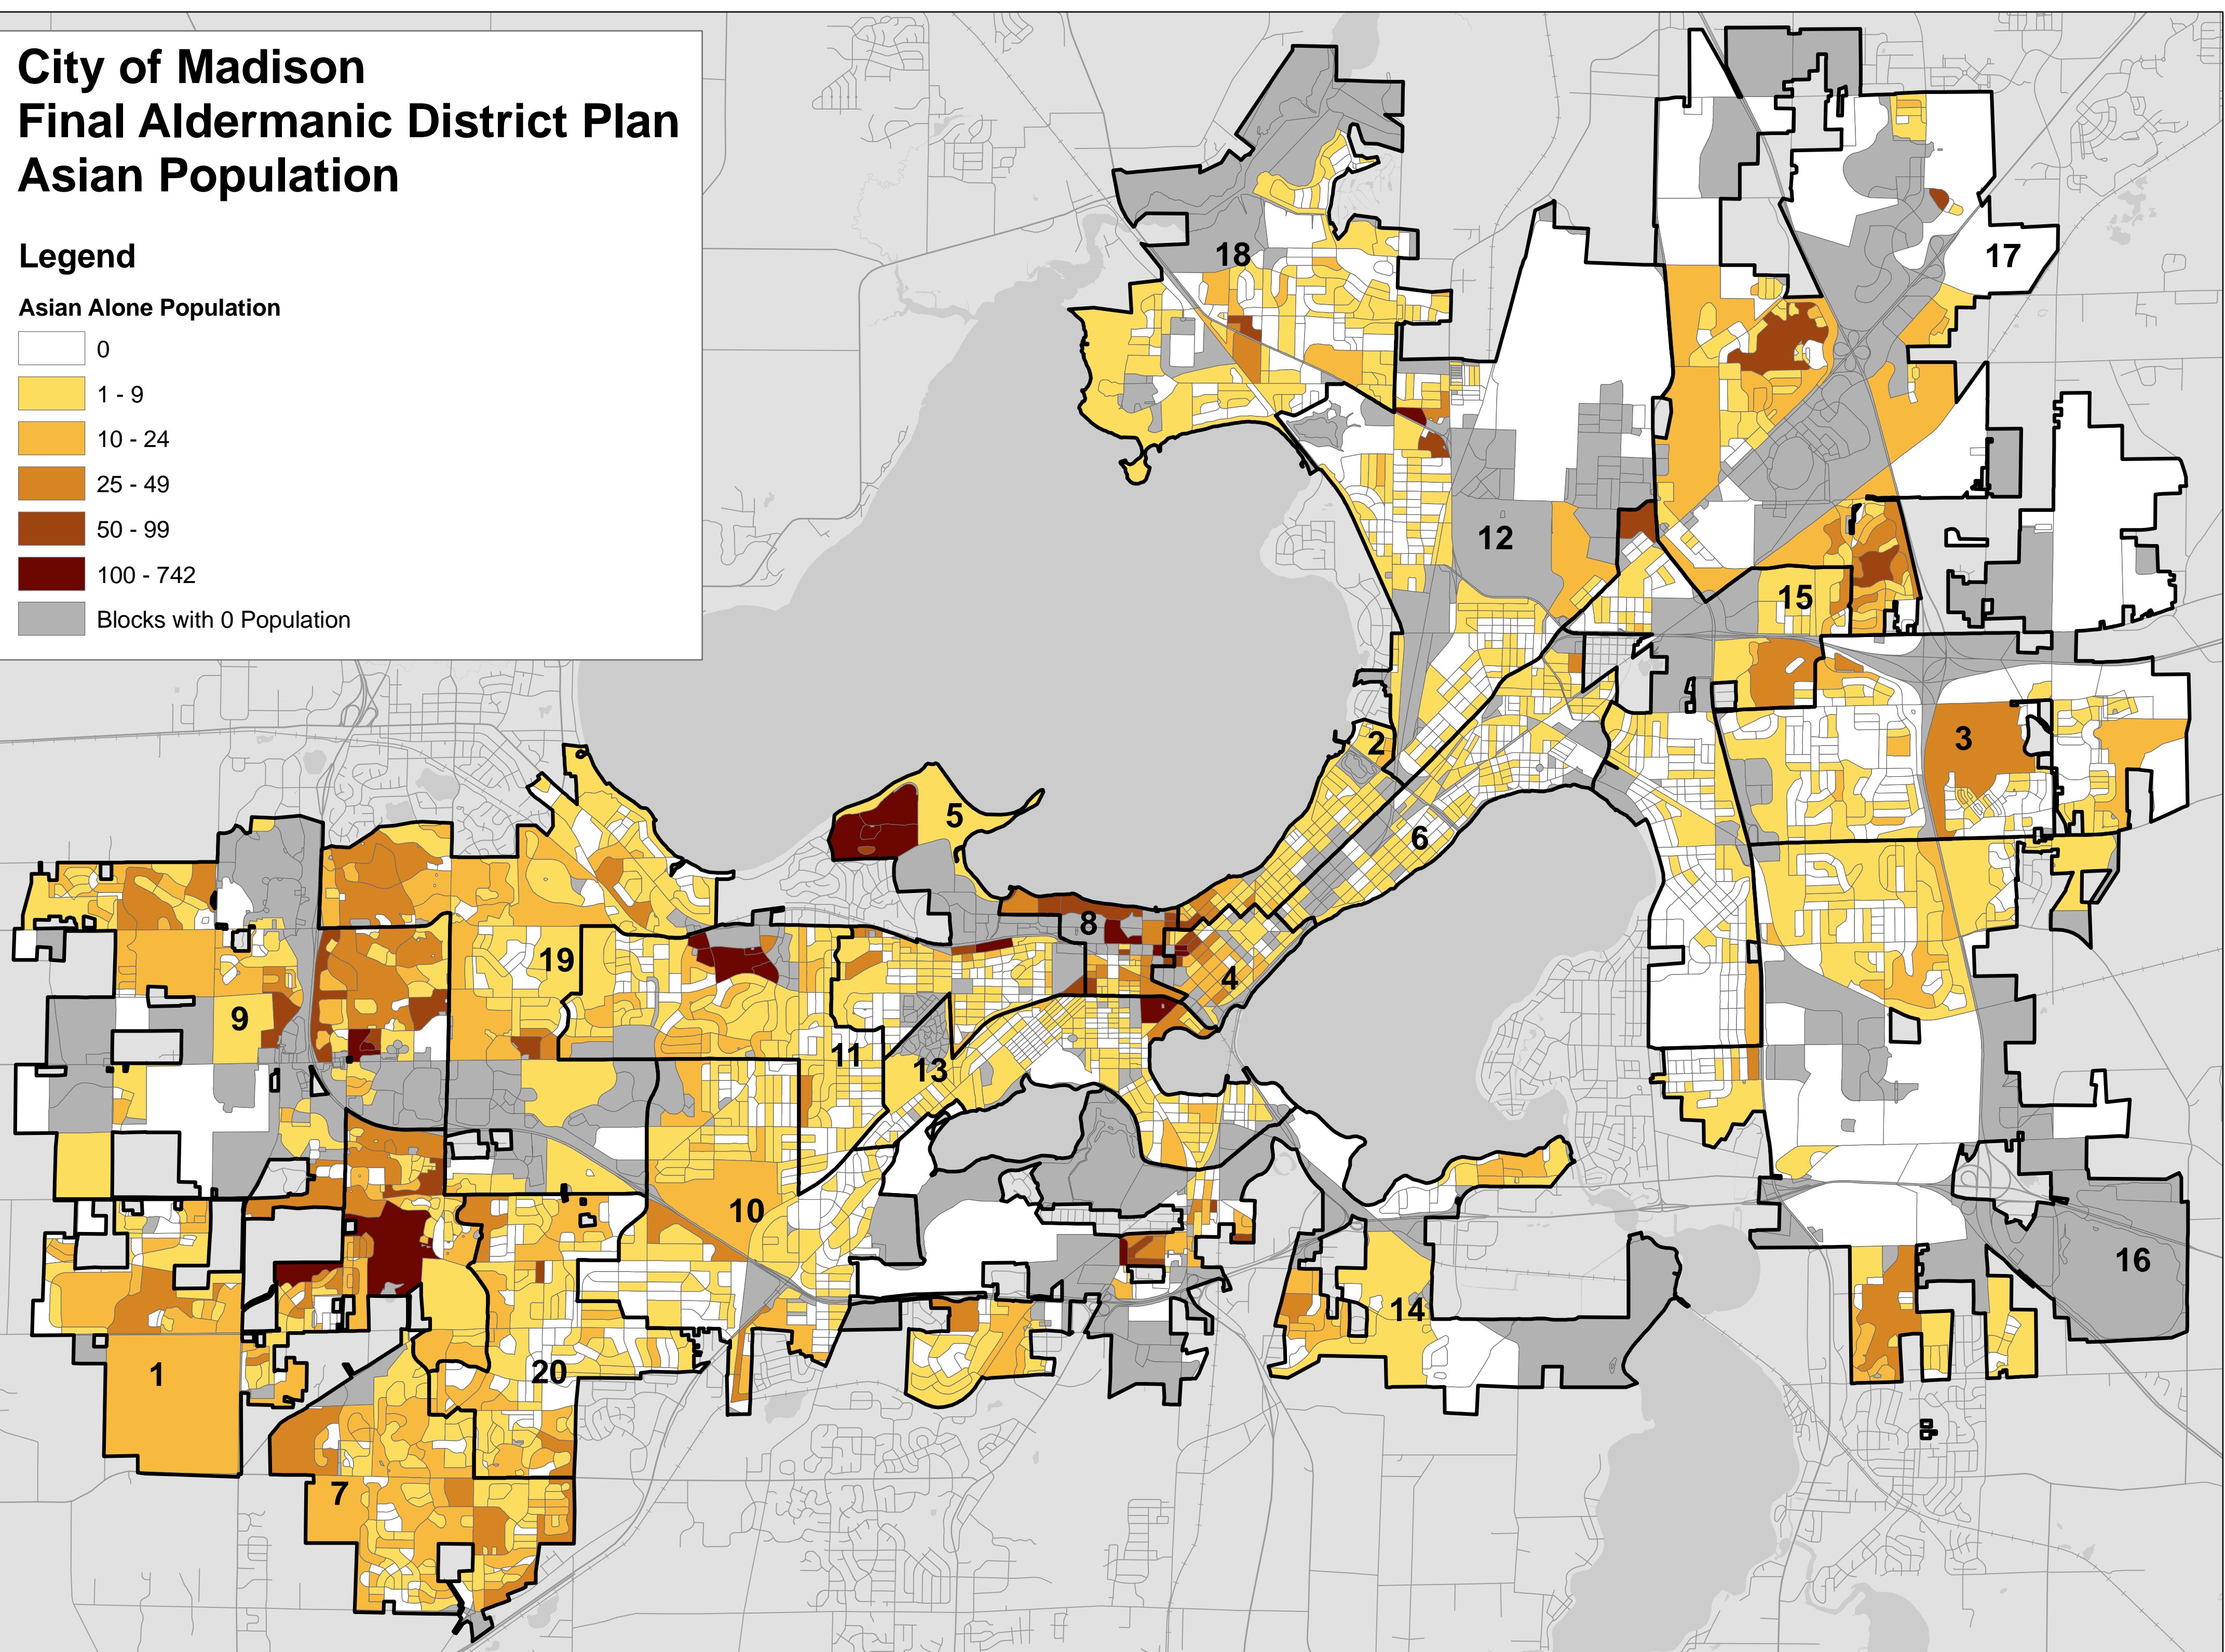 City of Madison
Final Aldermanic District Plan
Asian Population
Legend
Asian Alone Population
0
1 - 9
10 - 24
25 - 49
50 - 99
100 - 742
Blocks with 0 Population
18
17
12
15
2
3
5
6
8
19
4
9
11
13
10
16
14
1
20
7